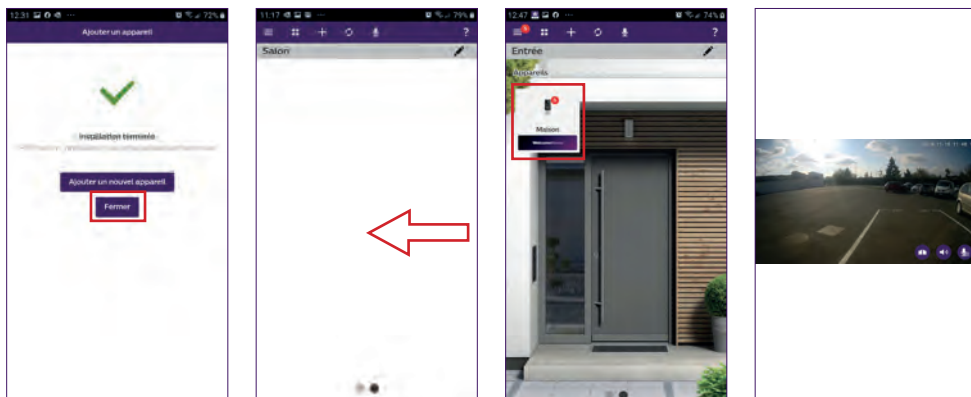 12.31
72%
Ajouter un appareil
Installation terminée
Ajouter un nouvel appareil
Fermer
11:17
79%
?
Salon
12.47
74%
?
Entrée
Appareils
Maison